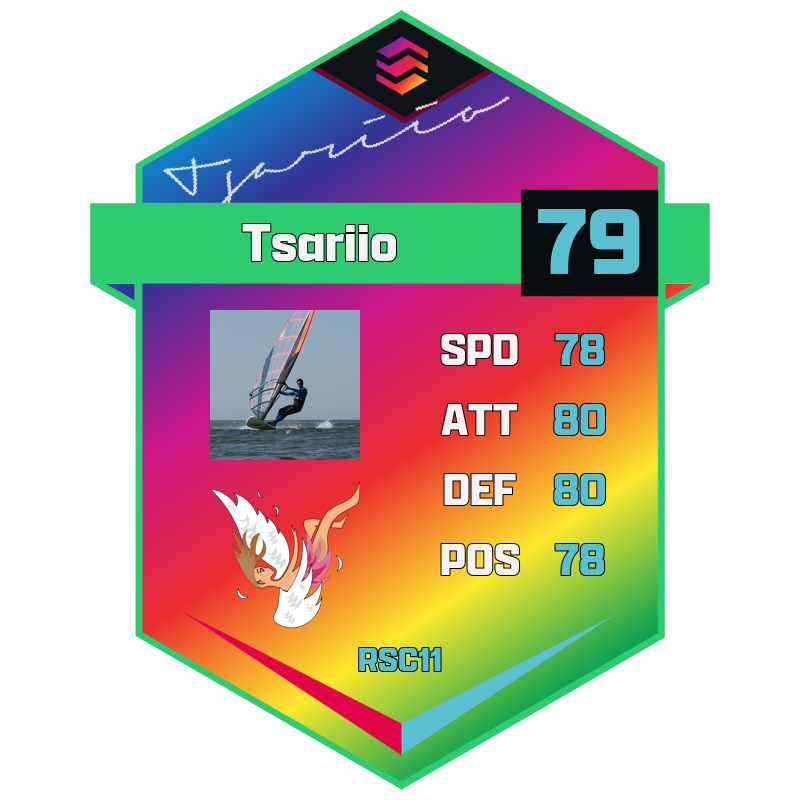 Tsariio
Tsariio 79
SPD 78
ATT 80
DEF 80
POS 78
RSC11